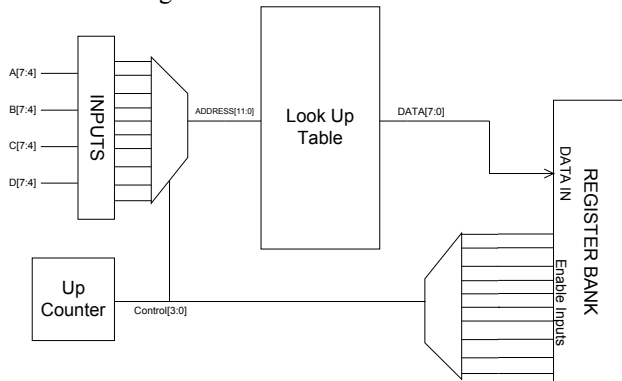 A[7:4]
B[7:4]
C[7:4]
D[7:4]
INPUTS
ADDRESS[11:0]
Look Up
Table
DATA[7:0]
DATA IN
REGISTER BANK
Enable Inputs
Up
Counter
Control[3:0]